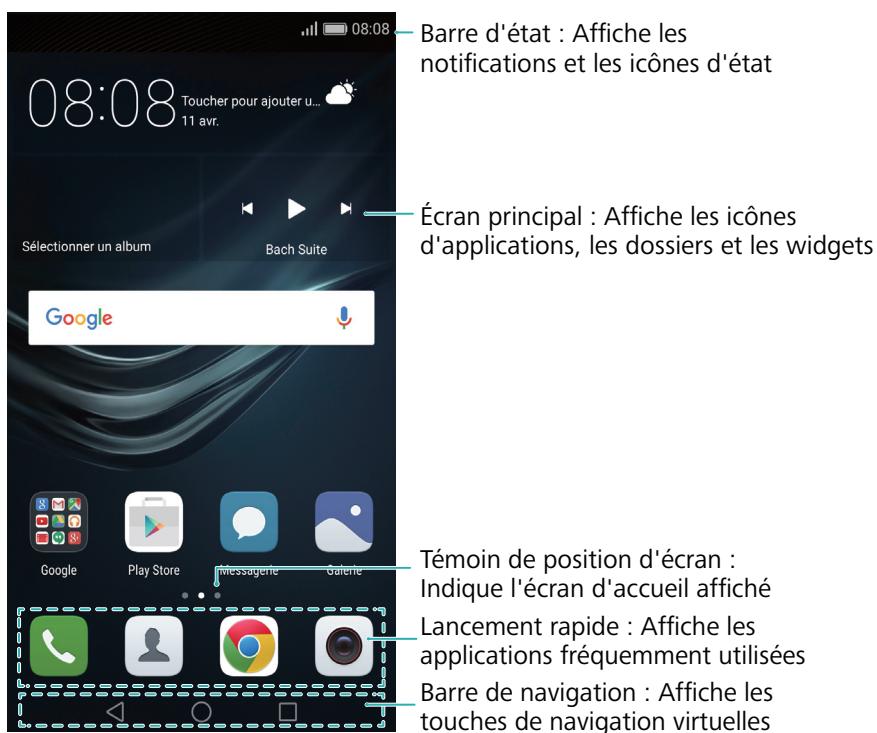 08:08
Barre d'état : Affiche les
notifications et les icônes d'état
08:08
Toucher pour ajouter u...
11 avr.
Écran principal : Affiche les icônes
d'applications, les dossiers et les widgets
Sélectionner un album
Bach Suite
Google
Google
Play Store
Messagerie
Galerie
Témoin de position d'écran :
Indique l'écran d'accueil affiché
Lancement rapide : Affiche les
applications fréquemment utilisées
Barre de navigation : Affiche les
touches de navigation virtuelles